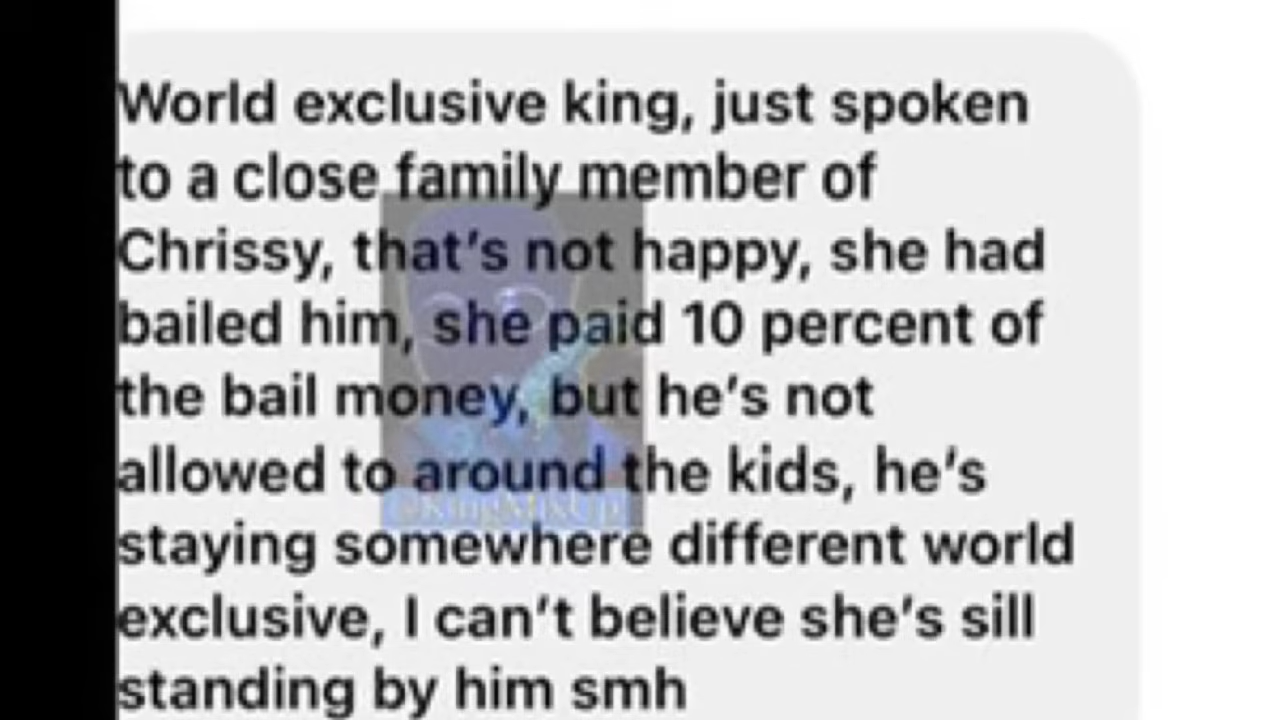 World exclusive king, just spoken
to a close family member of
Chrissy, that's not happy, she had
bailed him, she paid 10 percent of
the bail money, but he's not
allowed to around the kids, he's
staying somewhere different world
exclusive, I can't believe she's sill
standing by him smh